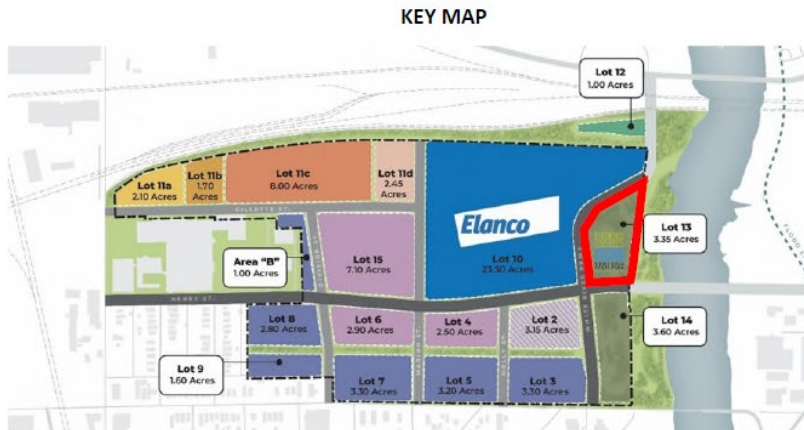 KEY MAP
Lot 12
1.00 Acres
Lot 11a
2.10 Acres
Lot 11b
1.70
Acres
Lot 11c
8.00 Acres
Lot 11d
2.45
Acres
Elanco
Lot 10
23.50 Acres
Lot 13
3.35 Acres
GILLETTE ST.
Area "B"
1.00 Acres
Lot 15
7.10 Acres
HENRY ST.
Lot 8
2.80 Acres
Lot 6
2.90 Acres
Lot 4
2.50 Acres
Lot 2
3.15 Acres
Lot 14
3.60 Acres
Lot 9
1.60 Acres
Lot 7
3.30 Acres
Lot 5
3.20 Acres
Lot 3
3.30 Acres